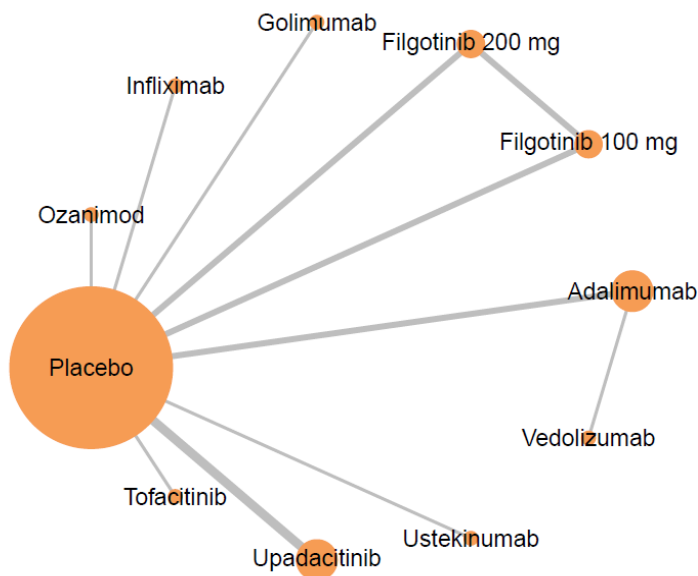 Golimumab
Filgotinib 200 mg
Infliximab
Filgotinib 100 mg
Ozanimod
Adalimumab
Placebo
Vedolizumab
Tofacitinib
Ustekinumab
Upadacitinib